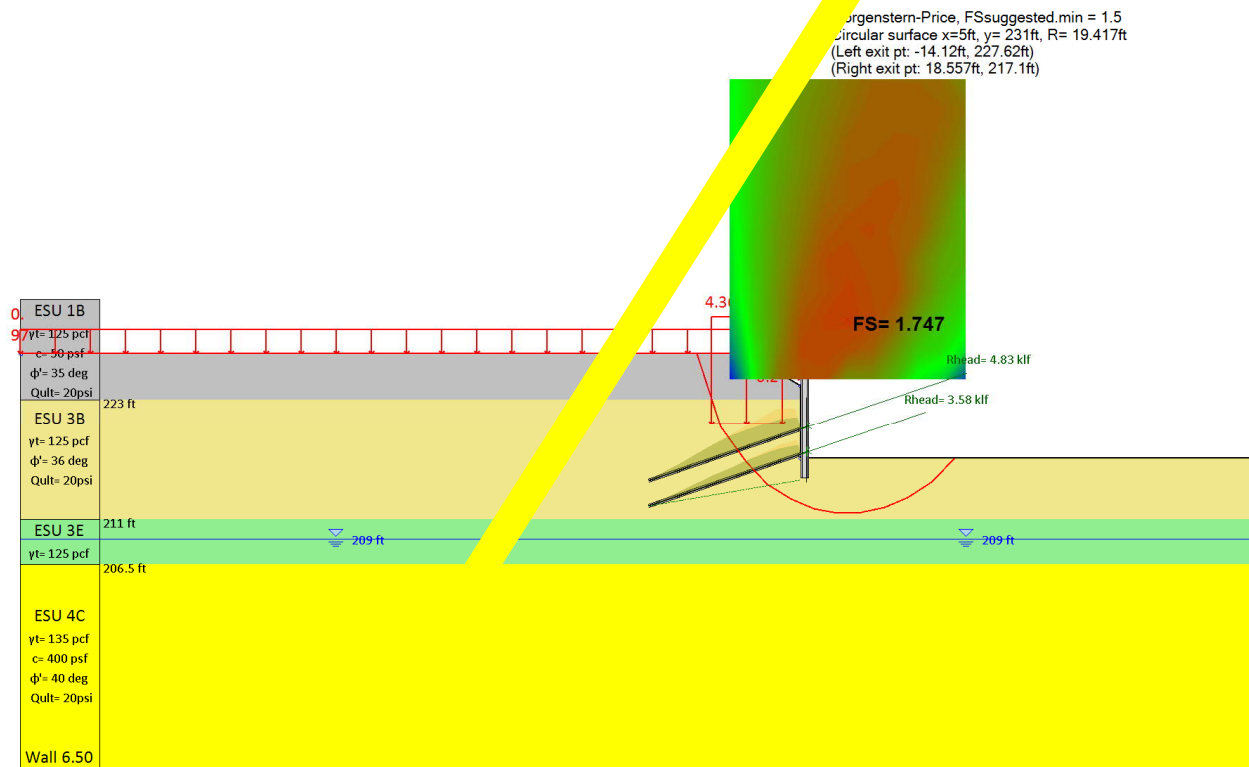 orgenstern-Price, FSsuggested.min = 1.5
Circular surface x=5ft, y= 231ft, R= 19.417ft
(Left exit pt: -14.12ft, 227.62ft)
(Right exit pt: 18.557ft, 217.1ft)
ESU 1B
0.
97
γt= 125 pcf
c= 50 psf
ϕ'= 35 deg
Qult= 20psi
4.3
FS= 1.747
Rhead= 4.83 klf
Rhead= 3.58 klf
223 ft
ESU 3B
γt= 125 pcf
ϕ'= 36 deg
Qult= 20psi
211 ft
ESU 3E
209 ft
209 ft
γt= 125 pcf
206.5 ft
ESU 4C
γt= 135 pcf
c= 400 psf
ϕ'= 40 deg
Qult= 20psi
Wall 6.50